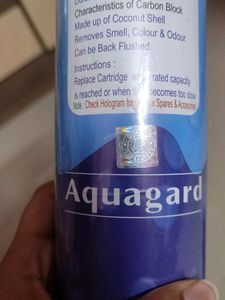 Characteristics of Carbon Block
Made up of Coconut Shell
Removes Smell, Colour & Odour
Can be Back Flushed.
Instructions :
Replace Cartridge when rated capacity
is reached or when becomes too slow
Note : Check Hologram for Spares & Accessories
Aquagard